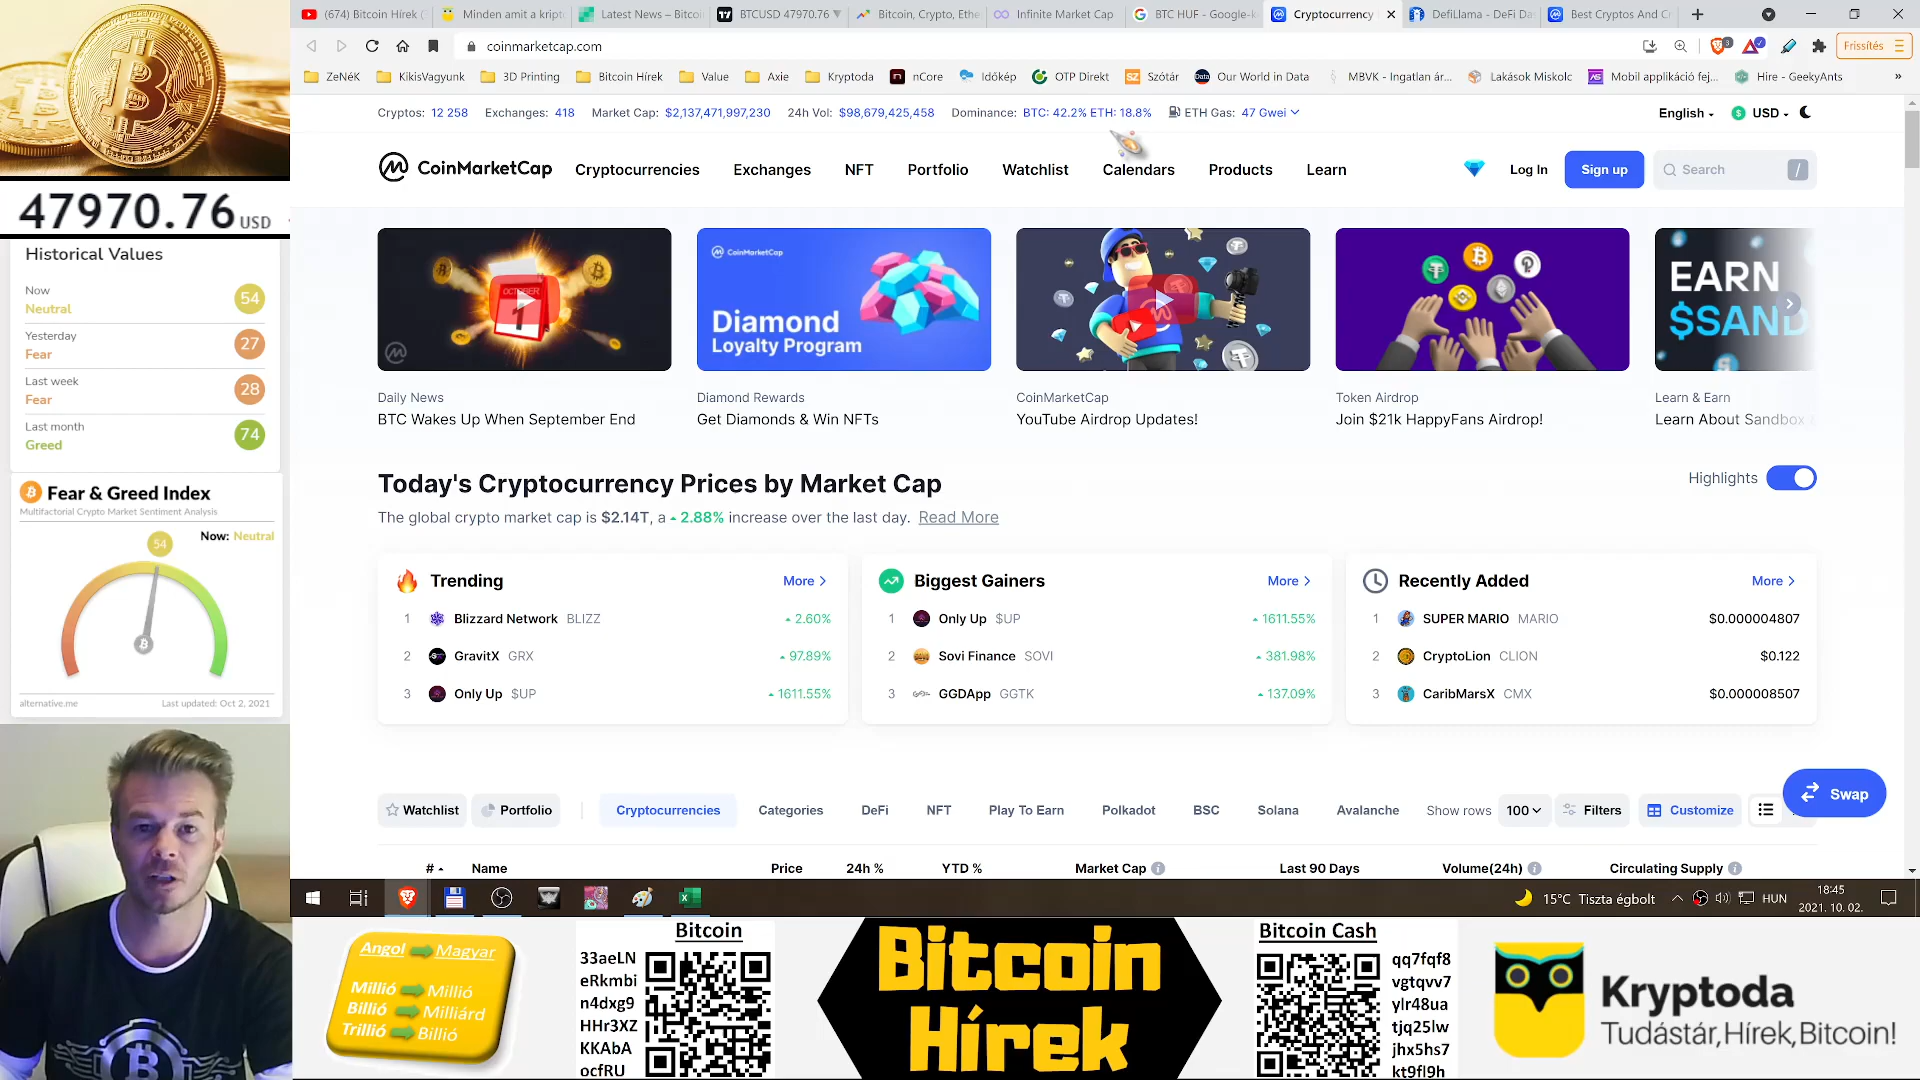 (674) Bitcoin Hírek
Minden amit a kript
Latest News – Bitcoi
BTCUSD 47970.76
Bitcoin, Crypto, Ethe
Infinite Market Cap
BTC HUF - Google-k
Cryptocurrency
DefiLlama - DeFi Da
Best Cryptos And C
coinmarketcap.com
Frissítés
ZeNéK
KikisVagyunk
3D Printing
Bitcoin Hírek
Value
Axie
Kryptoda
nCore
Időkép
OTP Direkt
Szótár
Our World in Data
MBVK - Ingatlan ár...
Lakások Miskolc
Mobil applikáció fej...
Hire - GeekyAnts
»
Cryptos: 12 258 Exchanges: 418 Market Cap: $2,137,471,997,230 24h Vol: $98,679,425,458 Dominance: BTC: 42.2% ETH: 18.8% ETH Gas: 47 Gwei
English USD
CoinMarketCap
Cryptocurrencies Exchanges NFT Portfolio Watchlist Calendars Products Learn
Log In Sign up Search /
47970.76 USD
Historical Values
Now
Neutral
54
Yesterday
Fear
27
Last week
Fear
28
Last month
Greed
74
Fear & Greed Index
Multifactorial Crypto Market Sentiment Analysis
Now: Neutral
54
alternative.me Last updated: Oct 2, 2021
OCTOBER
1
CoinMarketCap
Diamond
Loyalty Program
EARN
$SAND
Daily News
BTC Wakes Up When September End
Diamond Rewards
Get Diamonds & Win NFTs
CoinMarketCap
YouTube Airdrop Updates!
Token Airdrop
Join $21k HappyFans Airdrop!
Learn & Earn
Learn About Sandbox
Today's Cryptocurrency Prices by Market Cap
Highlights
The global crypto market cap is $2.14T, a 2.88% increase over the last day. Read More
Trending More
1 Blizzard Network BLIZZ 2.60%
2 GravitX GRX 97.89%
3 Only Up $UP 1611.55%
Biggest Gainers More
1 Only Up $UP 1611.55%
2 Sovi Finance SOVI 381.98%
3 GGDApp GGTK 137.09%
Recently Added More
1 SUPER MARIO MARIO $0.000004807
2 CryptoLion CLION $0.122
3 CaribMarsX CMX $0.000008507
Watchlist Portfolio Cryptocurrencies Categories DeFi NFT Play To Earn Polkadot BSC Solana Avalanche Show rows 100 Filters Customize
Swap
# Name Price 24h % YTD % Market Cap Last 90 Days Volume(24h) Circulating Supply
15°C Tiszta égbolt HUN
18:45
2021. 10. 02.
Angol Magyar
Millió Millió
Billió Milliárd
Trillió Billió
Bitcoin
33aeLN
eRkmbi
n4dxg9
HHr3XZ
KKAbA
ocfRU
Bitcoin
Hírek
Bitcoin Cash
qq7fqf8
vgtqvv7
ylr48ua
tjq25lw
jhx5hs7
kt9fl9h
Kryptoda
Tudástár,Hírek,Bitcoin!